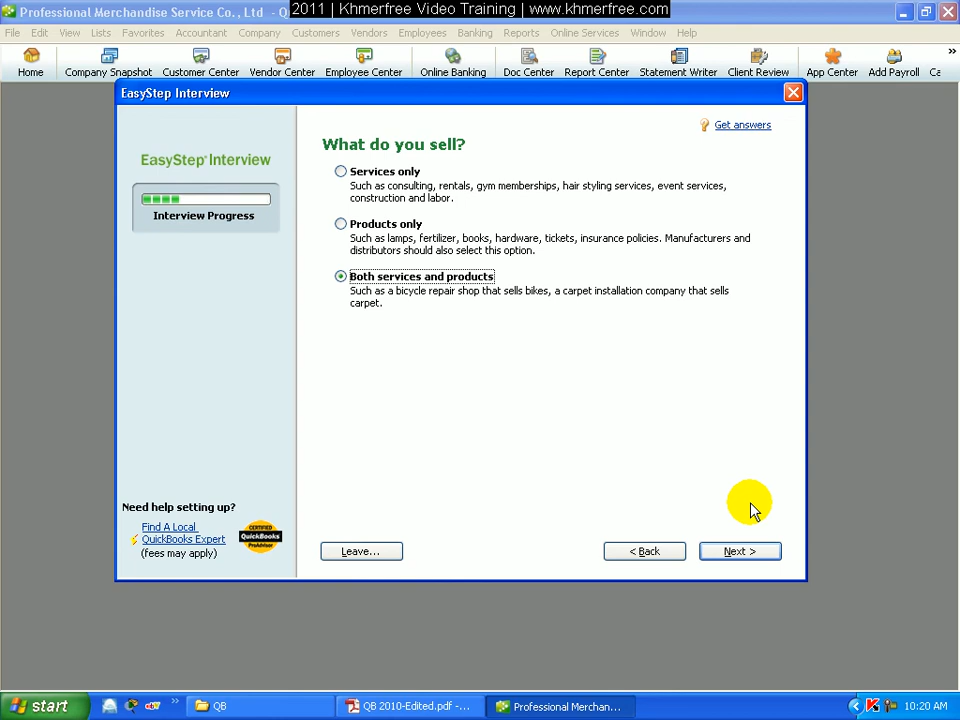 Professional Merchandise Service Co., Ltd - Q
2011 | Khmerfree Video Training | www.khmerfree.com
File Edit View Lists Favorites Accountant Company Customers Vendors Employees Banking Reports Online Services Window Help
Home Company Snapshot Customer Center Vendor Center Employee Center Online Banking Doc Center Report Center Statement Writer Client Review App Center Add Payroll Ca »
EasyStep Interview
Get answers
What do you sell?
EasyStep® Interview
Interview Progress
Services only
Such as consulting, rentals, gym memberships, hair styling services, event services,
construction and labor.
Products only
Such as lamps, fertilizer, books, hardware, tickets, insurance policies. Manufacturers and
distributors should also select this option.
Both services and products
Such as a bicycle repair shop that sells bikes, a carpet installation company that sells
carpet.
Need help setting up?
Find A Local
QuickBooks Expert
(fees may apply)
CERTIFIED
QuickBooks
ProAdvisor
Leave...
< Back
Next >
start
QB
QB 2010-Edited.pdf -...
Professional Merchan...
10:20 AM